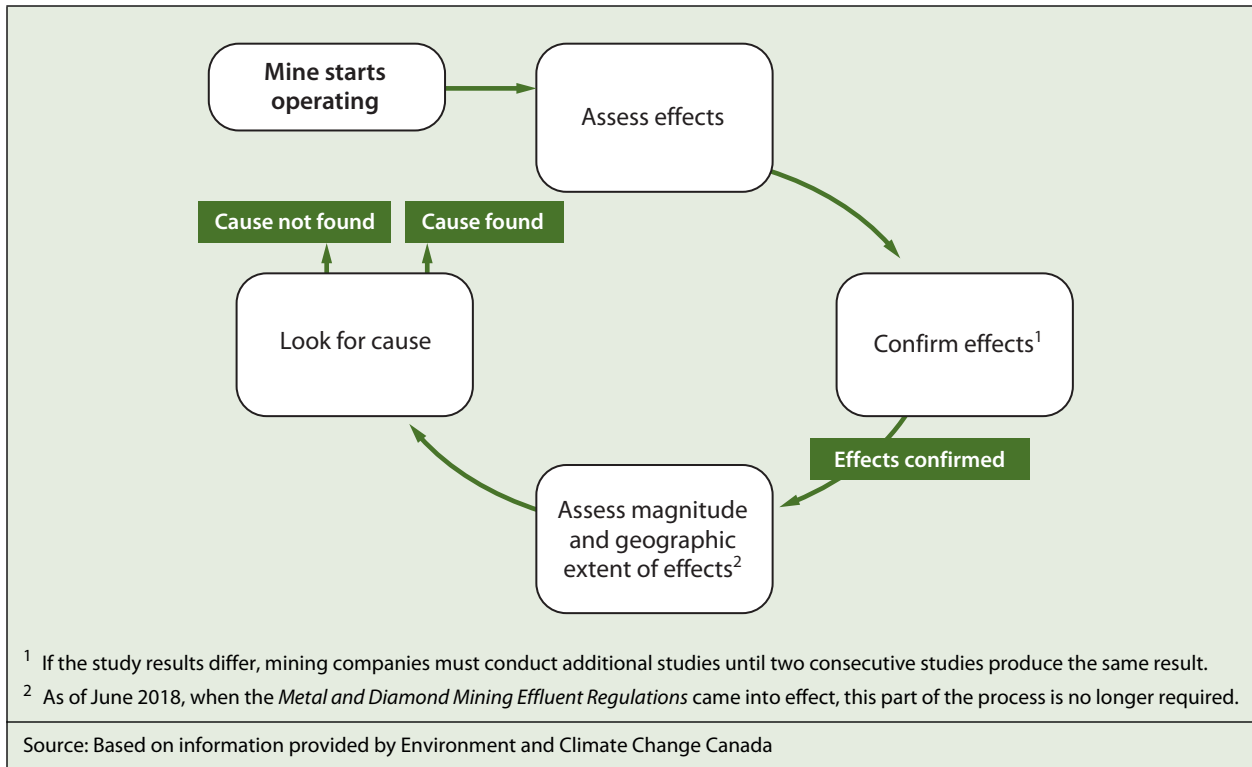 Mine starts
operating
Assess effects
Cause not found
Cause found
Look for cause
Confirm effects1
Effects confirmed
Assess magnitude
and geographic
extent of effects2
1 If the study results differ, mining companies must conduct additional studies until two consecutive studies produce the same result.
2 As of June 2018, when the Metal and Diamond Mining Effluent Regulations came into effect, this part of the process is no longer required.
Source: Based on information provided by Environment and Climate Change Canada